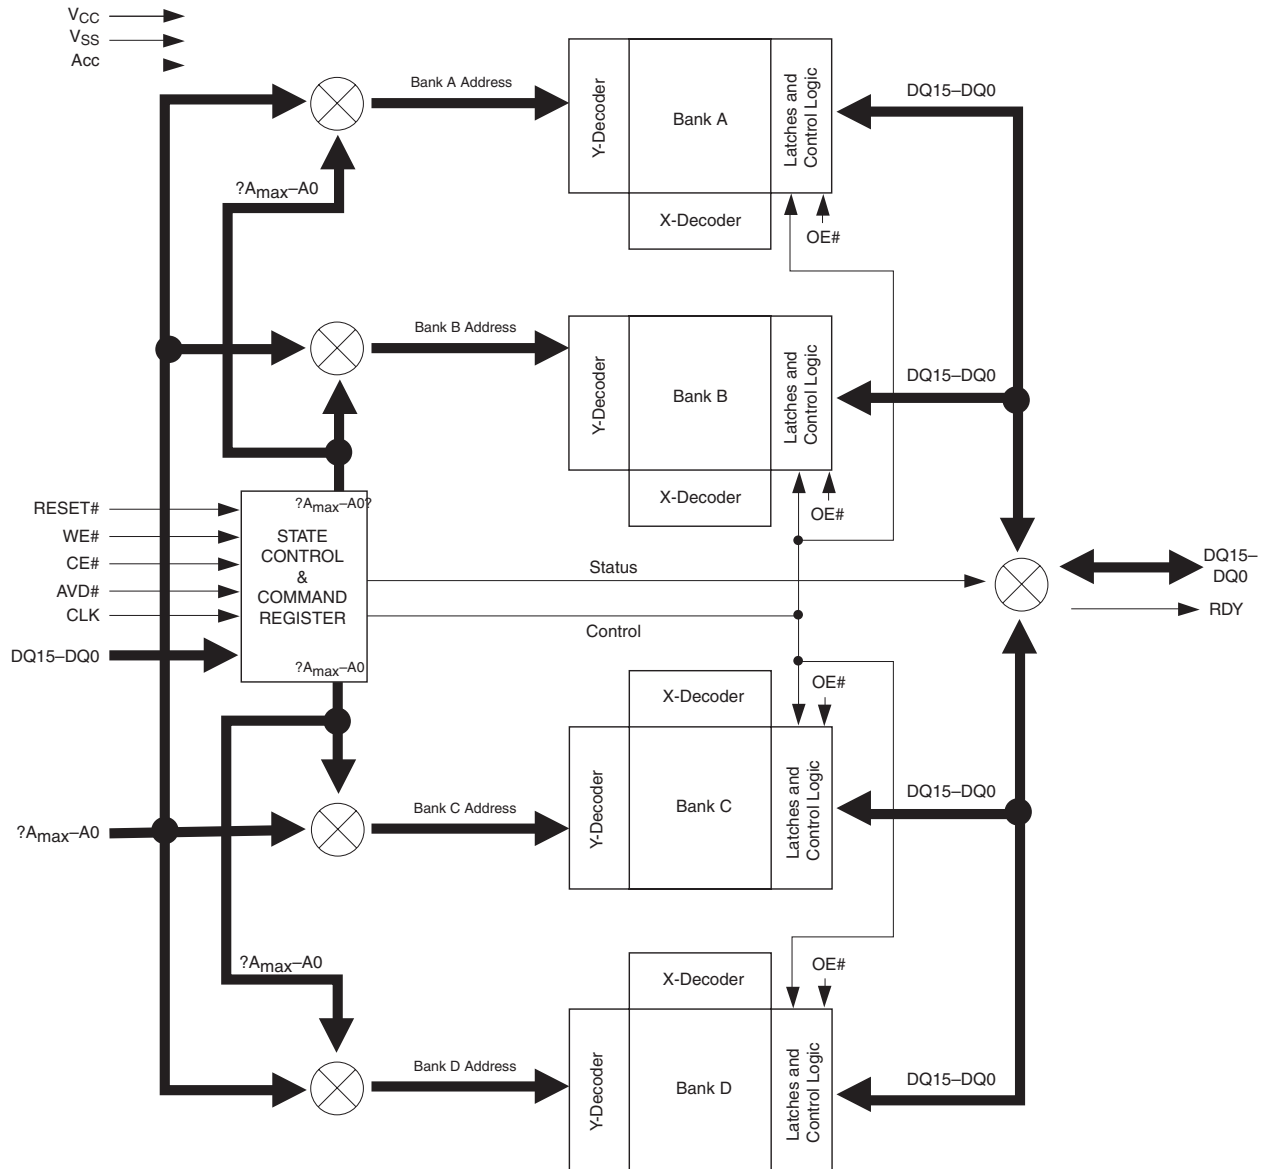 VCC
VSS
Acc
Bank A Address
Y-Decoder
Bank A
Latches and
Control Logic
DQ15–DQ0
?Amax–A0
X-Decoder
OE#
Bank B Address
Y-Decoder
Bank B
Latches and
Control Logic
DQ15–DQ0
X-Decoder
OE#
RESET#
WE#
CE#
AVD#
CLK
DQ15–DQ0
?Amax–A0?
STATE
CONTROL
&
COMMAND
REGISTER
?Amax–A0
Status
Control
DQ15–
DQ0
RDY
X-Decoder
OE#
?Amax–A0
Bank C Address
Y-Decoder
Bank C
Latches and
Control Logic
DQ15–DQ0
?Amax–A0
X-Decoder
OE#
Bank D Address
Y-Decoder
Bank D
Latches and
Control Logic
DQ15–DQ0